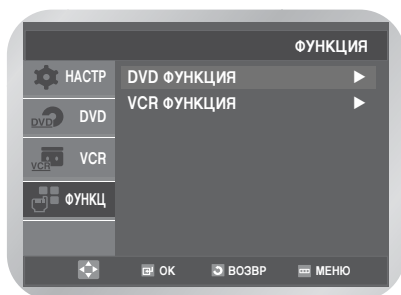 ФУНКЦИЯ
НАСТР
DVD ФУНКЦИЯ ►
DVD DVD
VCR ФУНКЦИЯ ►
VCR VCR
ФУНКЦ
OK ВОЗВР МЕНЮ